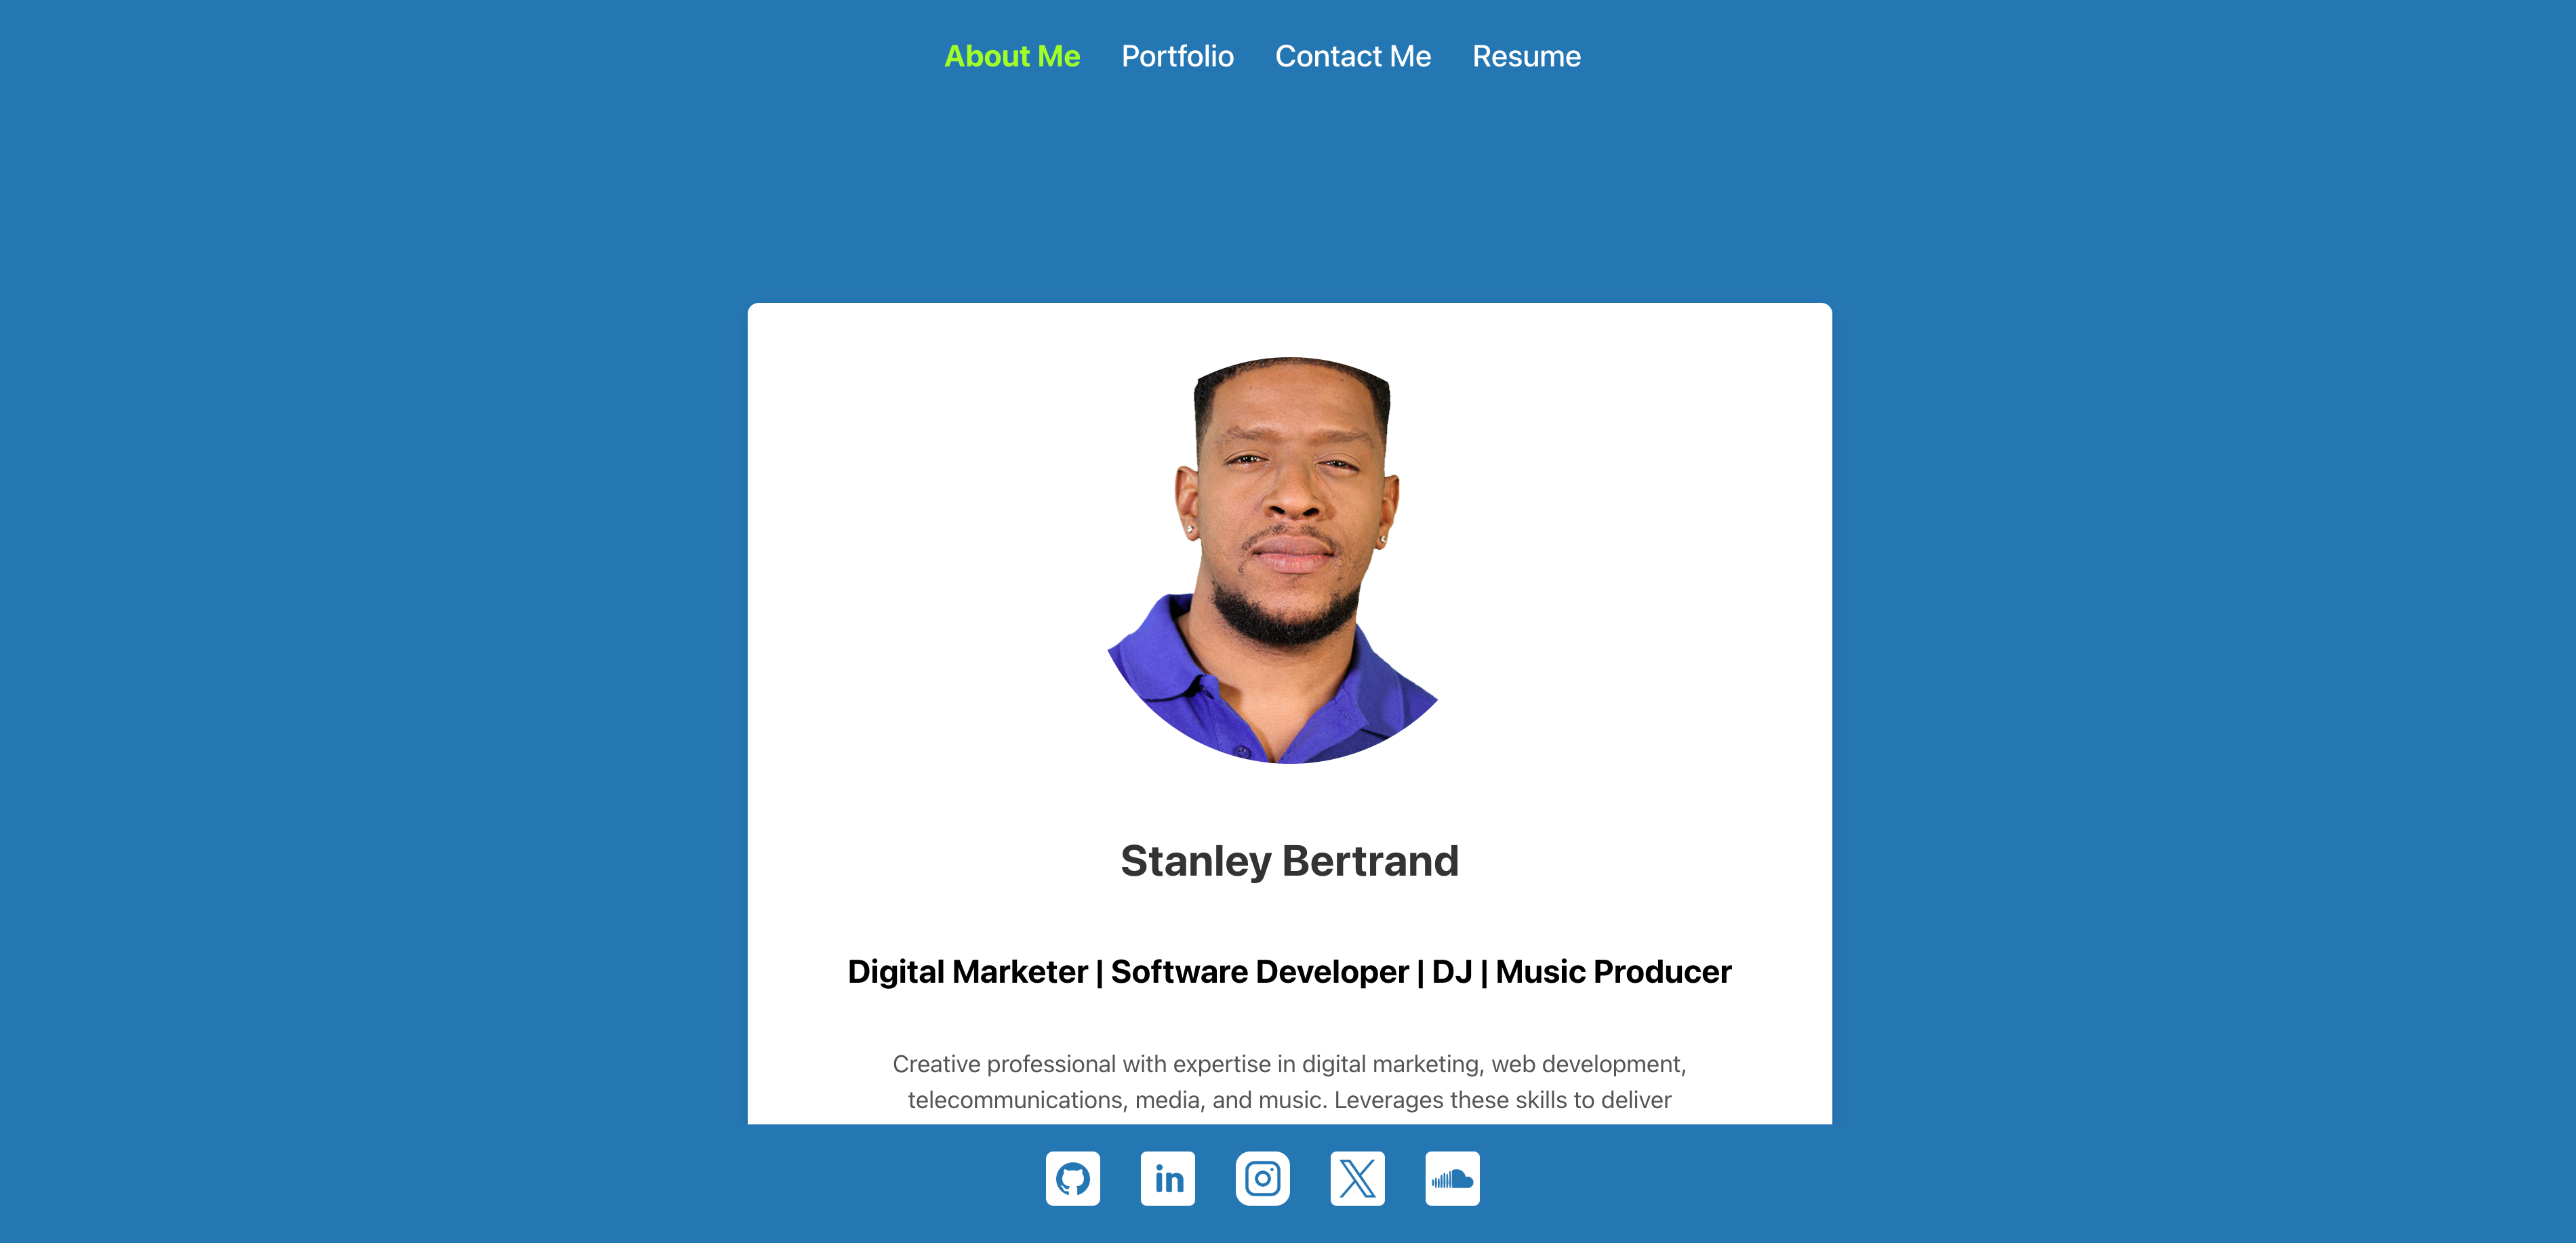 About Me Portfolio Contact Me Resume
Stanley Bertrand
Digital Marketer | Software Developer | DJ | Music Producer
Creative professional with expertise in digital marketing, web development,
telecommunications, media, and music. Leverages these skills to deliver
in